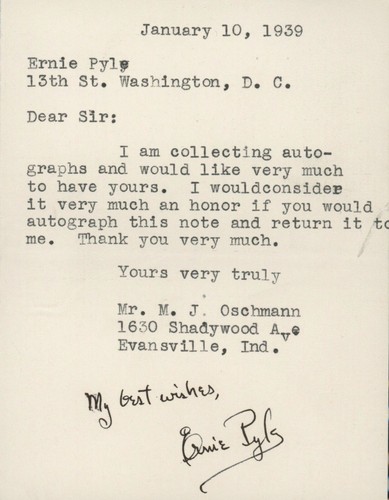 January 10, 1939
Ernie Pyle
13th St. Washington, D. C.
Dear Sir:
I am collecting auto-
graphs and would like very much
to have yours. I wouldconsider
it very much an honor if you would
autograph this note and return it to
me. Thank you very much.
Yours very truly
Mr. M. J. Oschmann
1630 Shadywood Ave
Evansville, Ind.
My best wishes,
Ernie Pyle